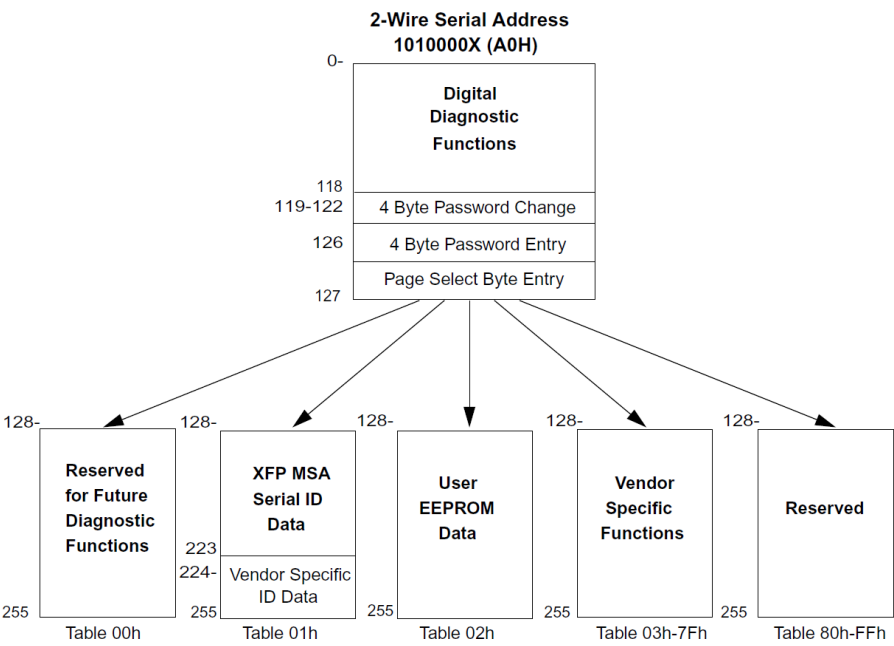 2-Wire Serial Address
1010000X (A0H)
0-
Digital
Diagnostic
Functions
118
119-122
4 Byte Password Change
126
4 Byte Password Entry
Page Select Byte Entry
127
128-
Reserved
for Future
Diagnostic
Functions
255
Table 00h
128-
XFP MSA
Serial ID
Data
223
224-
Vendor Specific
ID Data
255
Table 01h
128-
User
EEPROM
Data
255
Table 02h
128-
Vendor
Specific
Functions
255
Table 03h-7Fh
128-
Reserved
255
Table 80h-FFh